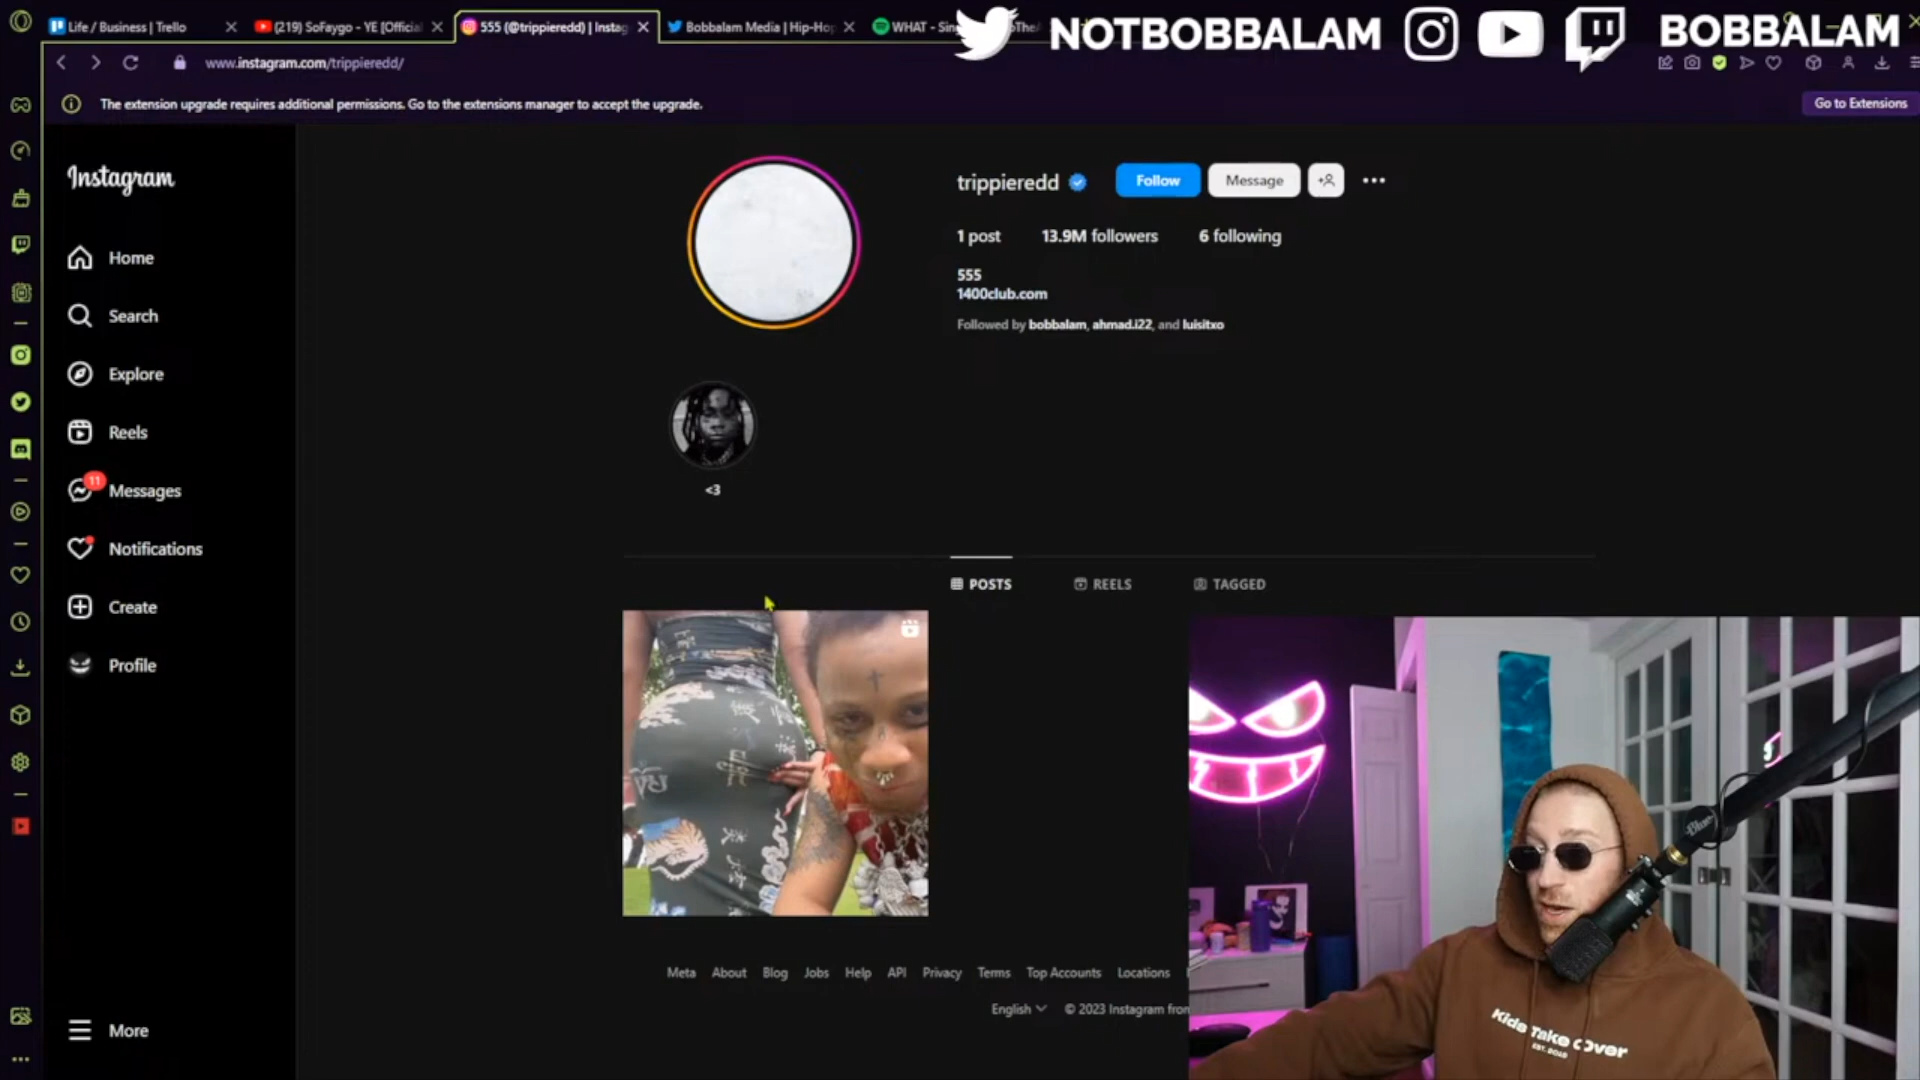 Life / Business | Trello
(219) SoFaygo - YE [Official
555 (@trippieredd) | Instag
Bobbalam Media | Hip-Hop
WHAT - Sin
NOTBOBBALAM
BOBBALAM
www.instagram.com/trippieredd/
The extension upgrade requires additional permissions. Go to the extensions manager to accept the upgrade.
Go to Extensions
Instagram
Home
Search
Explore
Reels
11
Messages
Notifications
Create
Profile
More
trippieredd
Follow
Message
1 post
13.9M followers
6 following
555
1400club.com
Followed by bobbalam, ahmad.i22, and luisitxo
<3
POSTS
REELS
TAGGED
Meta
About
Blog
Jobs
Help
API
Privacy
Terms
Top Accounts
Locations
English
© 2023 Instagram from
Blue
Kids Take Over